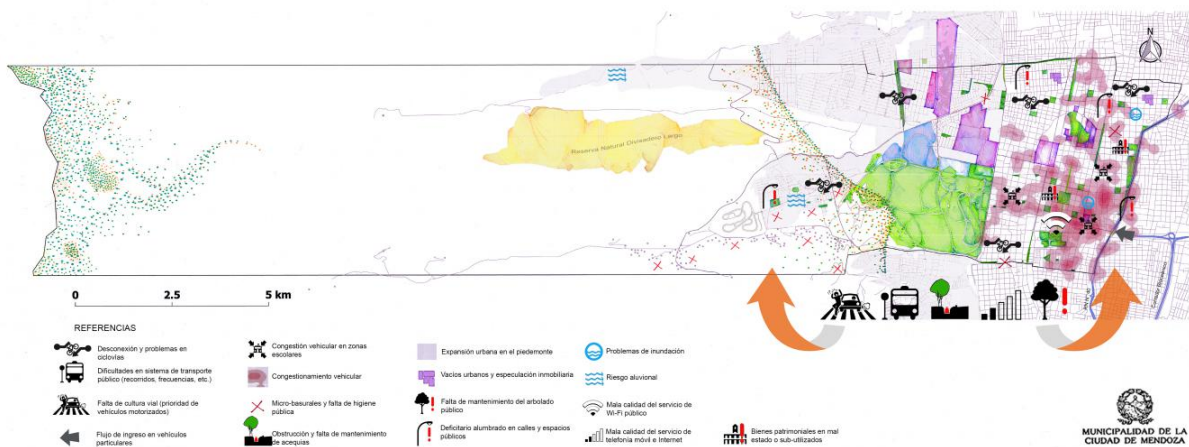 N
Reserva Natural Divisadero Largo
0 2.5 5 km
REFERENCIAS
Desconexión y problemas en
ciclovías
Dificultades en sistema de transporte
público (recorridos, frecuencias, etc.)
Falta de cultura vial (prioridad de
vehículos motorizados)
Flujo de ingreso en vehículos
particulares
Congestión vehicular en zonas
escolares
Congestionamiento vehicular
Micro-basurales y falta de higiene
pública
Obstrucción y falta de mantenimiento
de acequias
Expansión urbana en el piedemonte
Vacíos urbanos y especulación inmobiliaria
Falta de mantenimiento del arbolado
público
Deficitario alumbrado en calles y espacios
públicos
Problemas de inundación
Riesgo aluvional
Mala calidad del servicio de
Wi-Fi público
Mala calidad del servicio de
telefonía móvil e Internet
Bienes patrimoniales en mal
estado o sub-utilizados
MUNICIPALIDAD DE LA
CIUDAD DE MENDOZA